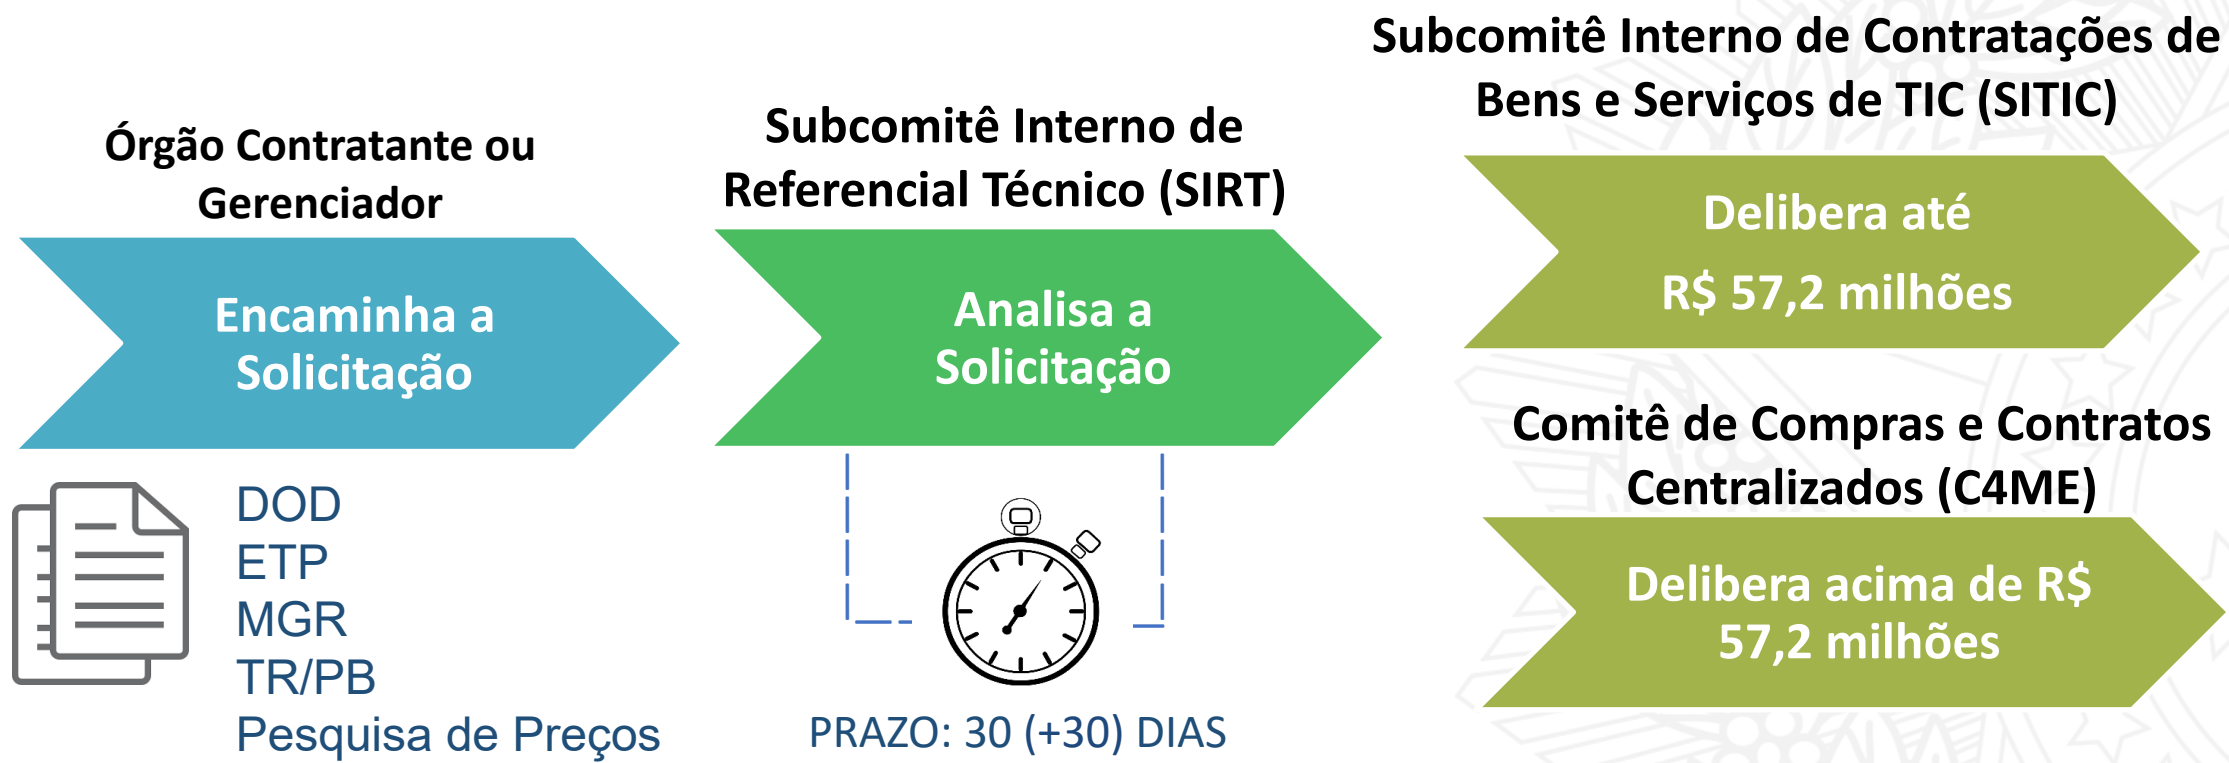 Órgão Contratante ou
Gerenciador
Encaminha a
Solicitação
DOD
ETP
MGR
TR/PB
Pesquisa de Preços
Subcomitê Interno de
Referencial Técnico (SIRT)
Analisa a
Solicitação
PRAZO: 30 (+30) DIAS
Subcomitê Interno de Contratações de
Bens e Serviços de TIC (SITIC)
Delibera até
R$ 57,2 milhões
Comitê de Compras e Contratos
Centralizados (C4ME)
Delibera acima de R$
57,2 milhões